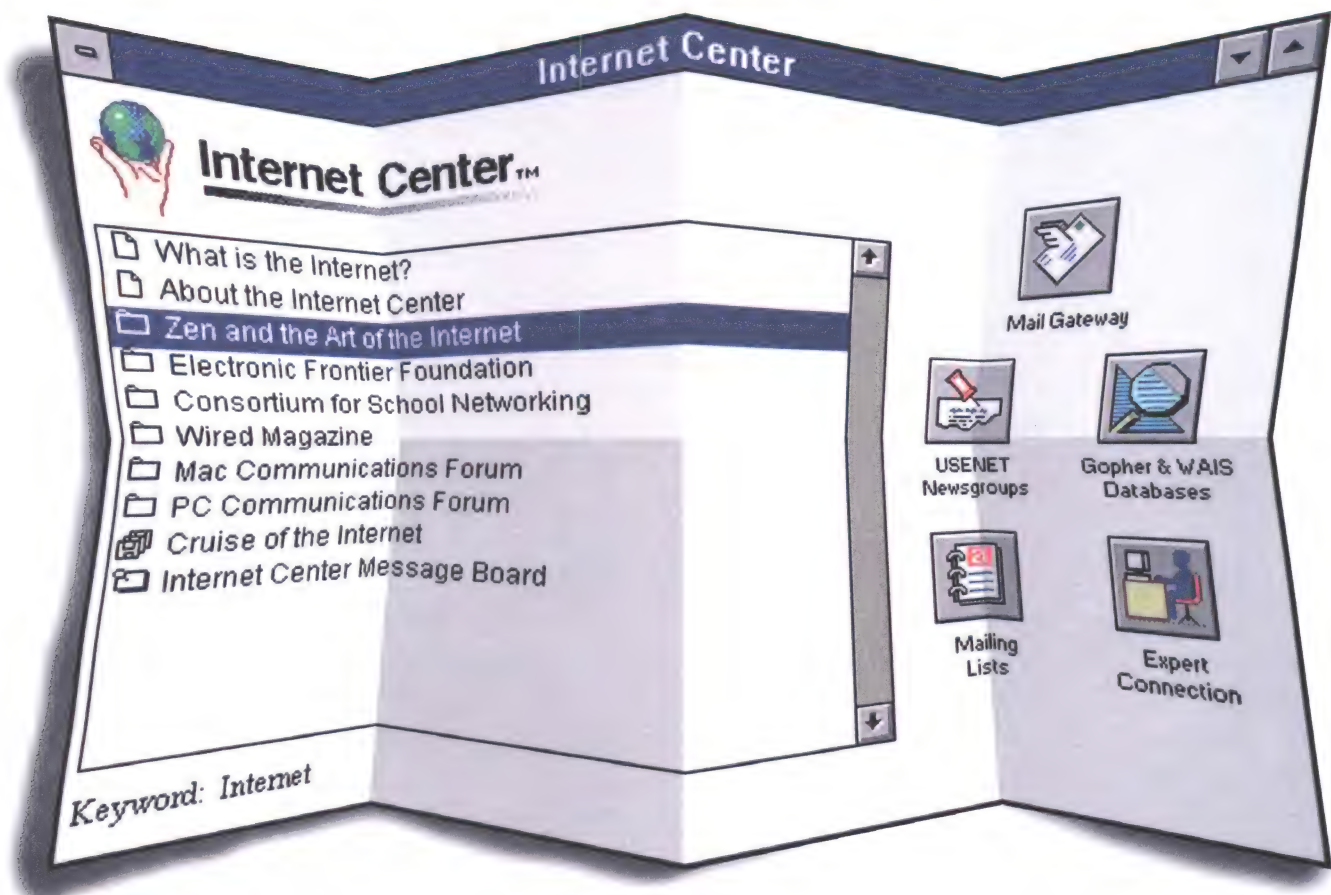 Internet Center
Internet Center™
What is the Internet?
About the Internet Center
Zen and the Art of the Internet
Electronic Frontier Foundation
Consortium for School Networking
Wired Magazine
Mac Communications Forum
PC Communications Forum
Cruise of the Internet
Internet Center Message Board
Keyword: Internet
Mail Gateway
USENET
Newsgroups
Gopher & WAIS
Databases
Mailing
Lists
Expert
Connection